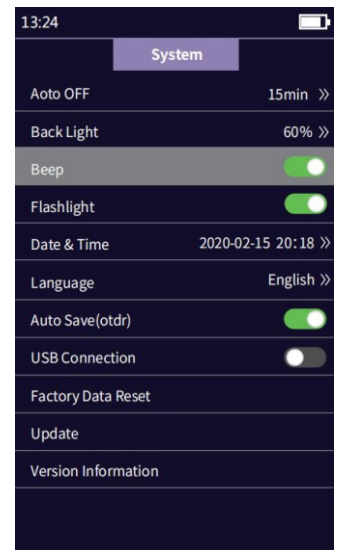 13:24
System
Aoto OFF 15min »
Back Light 60% »
Beep
Flashlight
Date & Time 2020-02-15 20:18 »
Language English »
Auto Save(otdr)
USB Connection
Factory Data Reset
Update
Version Information